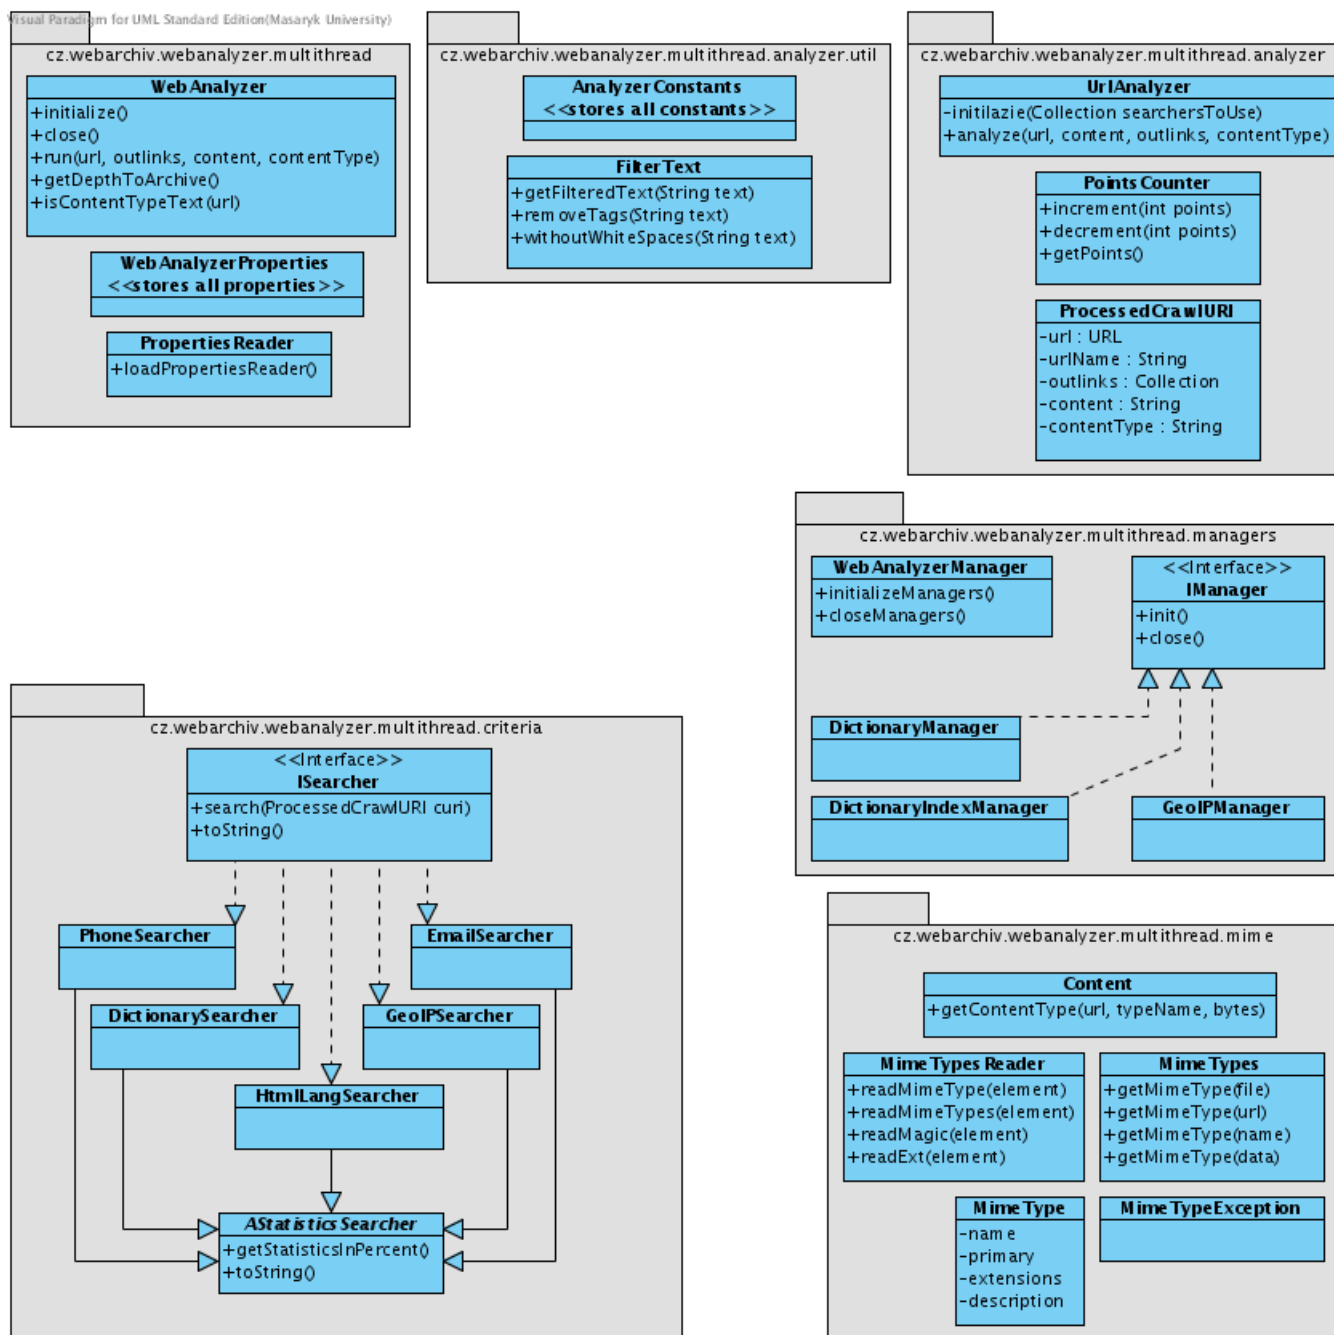 Visual Paradigm for UML Standard Edition(Masaryk University)
cz.webarchiv.webanalyzer.multithread
WebAnalyzer
+initialize()
+close()
+run(url, outlinks, content, contentType)
+getDepthToArchive()
+isContentTypeText(url)
WebAnalyzerProperties
<<stores all properties>>
PropertiesReader
+loadPropertiesReader()
cz.webarchiv.webanalyzer.multithread.analyzer.util
AnalyzerConstants
<<stores all constants>>
FilterText
+getFilteredText(String text)
+removeTags(String text)
+withoutWhiteSpaces(String text)
cz.webarchiv.webanalyzer.multithread.analyzer
UrlAnalyzer
-initilazie(Collection searchersToUse)
+analyze(url, content, outlinks, contentType)
PointsCounter
+increment(int points)
+decrement(int points)
+getPoints()
ProcessedCrawlURI
-url : URL
-urlName : String
-outlinks : Collection
-content : String
-contentType : String
cz.webarchiv.webanalyzer.multithread.managers
WebAnalyzerManager
+initializeManagers()
+closeManagers()
<<Interface>>
IManager
+init()
+close()
DictionaryManager
DictionaryIndexManager
GeoIPManager
cz.webarchiv.webanalyzer.multithread.criteria
<<Interface>>
ISearcher
+search(ProcessedCrawlURI curi)
+toString()
PhoneSearcher
EmailSearcher
DictionarySearcher
GeoIPSearcher
HtmlLangSearcher
AStatisticsSearcher
+getStatisticsInPercent()
+toString()
cz.webarchiv.webanalyzer.multithread.mime
Content
+getContentType(url, typeName, bytes)
MimeTypesReader
+readMimeType(element)
+readMimeTypes(element)
+readMagic(element)
+readExt(element)
MimeTypes
+getMimeType(file)
+getMimeType(url)
+getMimeType(name)
+getMimeType(data)
MimeType
-name
-primary
-extensions
-description
MimeTypeException